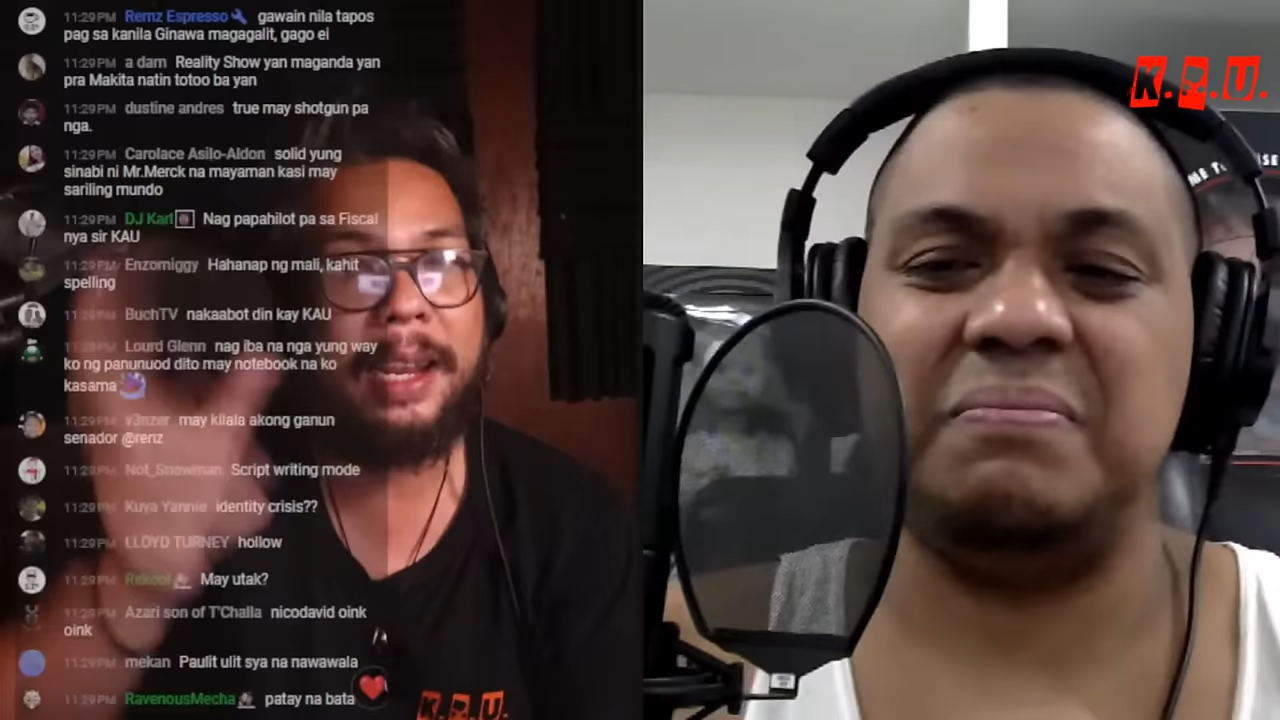 11:29PM Remz Espresso gawain nila tapos
pag sa kanila Ginawa magagalit, gago ei
11:29PM a dam Reality Show yan maganda yan
pra Makita natin totoo ba yan
11:29PM dustine andres true may shotgun pa
nga.
11:29PM Carolace Asilo-Aldon solid yung
sinabi ni Mr.Merck na mayaman kasi may
sariling mundo
11:29PM DJ Karl Nag papahilot pa sa Fiscal
nya sir KAU
11:29PM Enzomiggy Hahanap ng mali, kahit
spelling
11:29PM BuchTV nakaabot din kay KAU
11:29PM Lourd Glenn nag iba na nga yung way
ko ng panunuod dito may notebook na ko
kasama
11:29PM v3nzer may kilala akong ganun
senador @renz
11:29PM Not_Snowman Script writing mode
11:29PM Kuya Yannie identity crisis??
11:29PM LLOYD TURNEY hollow
11:29PM May utak?
11:29PM Azari son of T'Challa nicodavid oink
oink
11:29PM mekan Paulit ulit sya na nawawala
11:29PM RavenousMecha patay na bata
K.R.U.
K.R.U.
ME TO